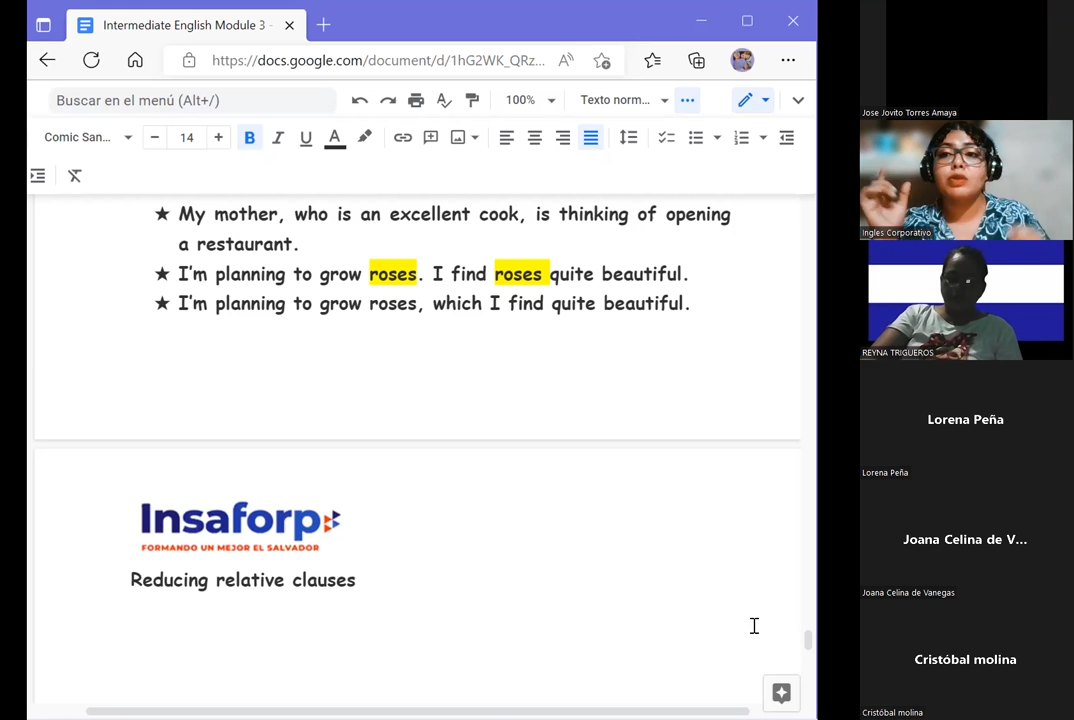 Intermediate English Module 3 -
https://docs.google.com/document/d/1hG2WK_QRz...
Buscar en el menú (Alt+/)
100%
Texto norm...
Comic San...
14
★ My mother, who is an excellent cook, is thinking of opening
a restaurant.
★ I'm planning to grow roses. I find roses quite beautiful.
★ I'm planning to grow roses, which I find quite beautiful.
Insaforp
FORMANDO UN MEJOR EL SALVADOR
Reducing relative clauses
Jose Jovito Torres Amaya
Ingles Corporativo
REYNA TRIGUEROS
Lorena Peña
Lorena Peña
Joana Celina de V...
Joana Celina de Vanegas
Cristóbal molina
Cristóbal molina